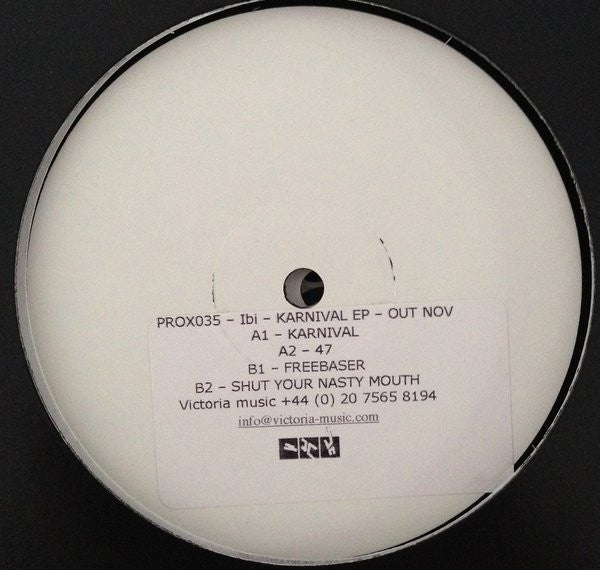 PROX035 – Ibi – KARNIVAL EP – OUT NOV
A1 – KARNIVAL
A2 – 47
B1 – FREEBASER
B2 – SHUT YOUR NASTY MOUTH
Victoria music +44 (0) 20 7565 8194
info@victoria-music.com